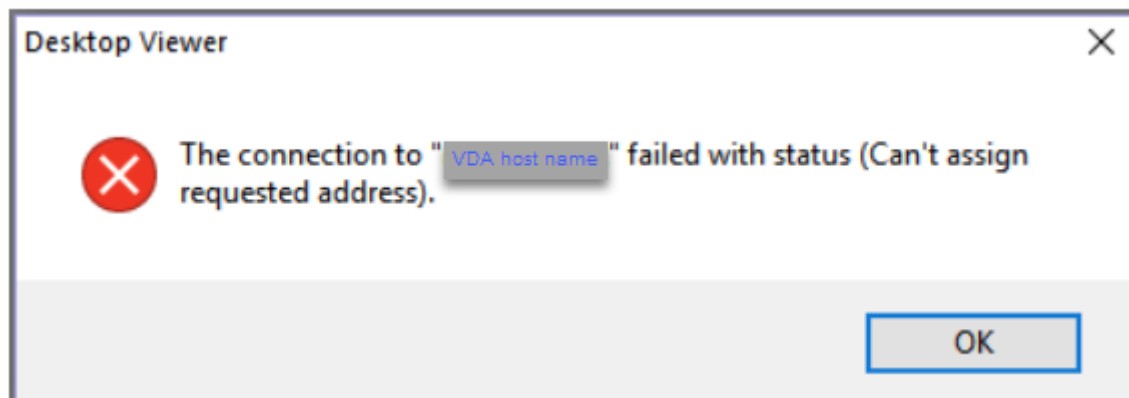 Desktop Viewer
The connection to "VDA host name" failed with status (Can't assign
requested address).
OK